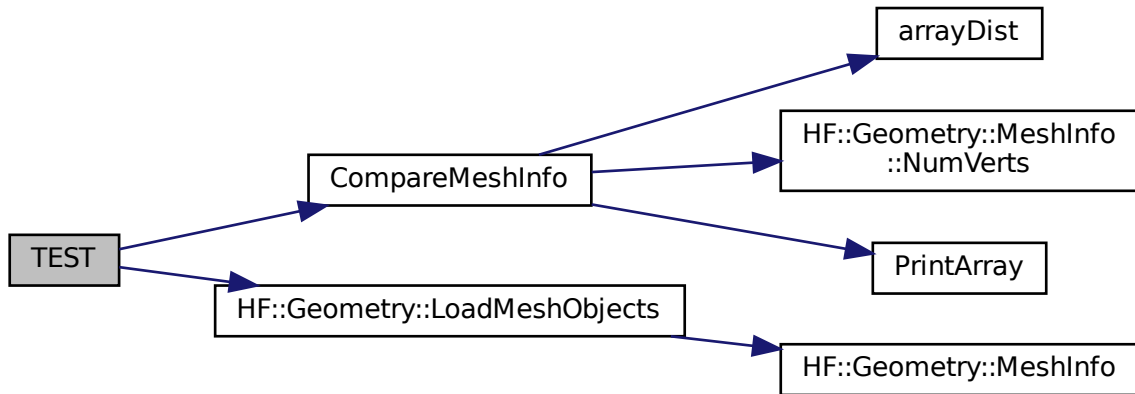 arrayDist
HF::Geometry::MeshInfo
::NumVerts
CompareMeshInfo
TEST
PrintArray
HF::Geometry::LoadMeshObjects
HF::Geometry::MeshInfo